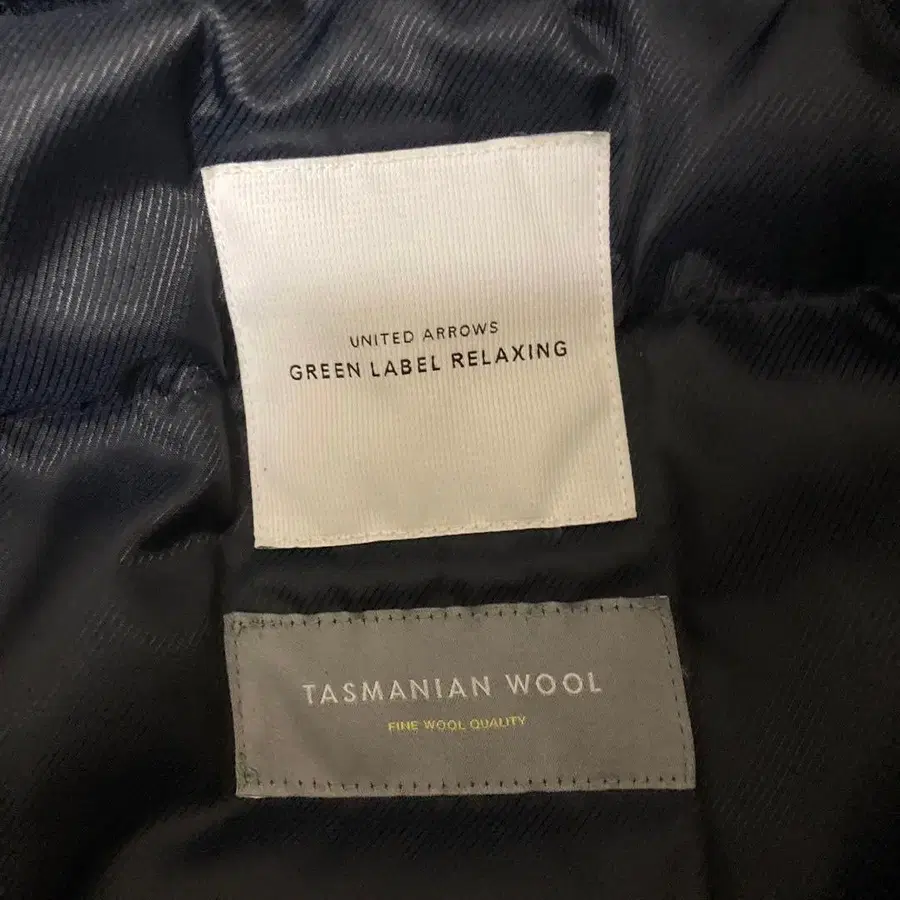 UNITED ARROWS
GREEN LABEL RELAXING
TASMANIAN WOOL
FINE WOOL QUALITY